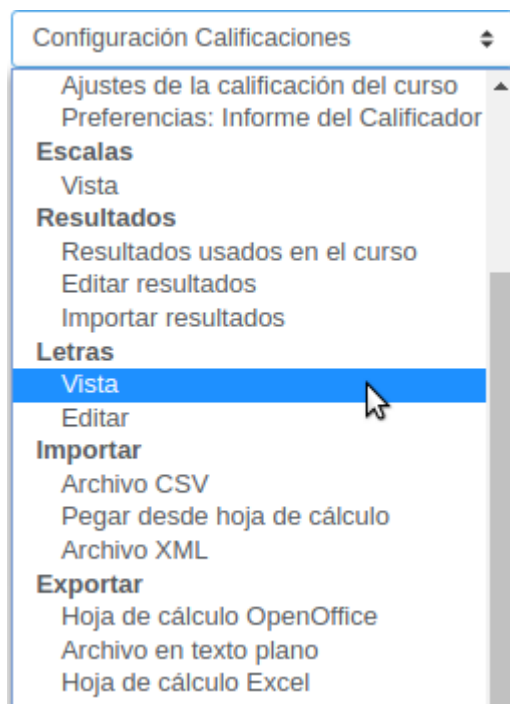 Configuración Calificaciones
Ajustes de la calificación del curso
Preferencias: Informe del Calificador
Escalas
Vista
Resultados
Resultados usados en el curso
Editar resultados
Importar resultados
Letras
Vista
Editar
Importar
Archivo CSV
Pegar desde hoja de cálculo
Archivo XML
Exportar
Hoja de cálculo OpenOffice
Archivo en texto plano
Hoja de cálculo Excel